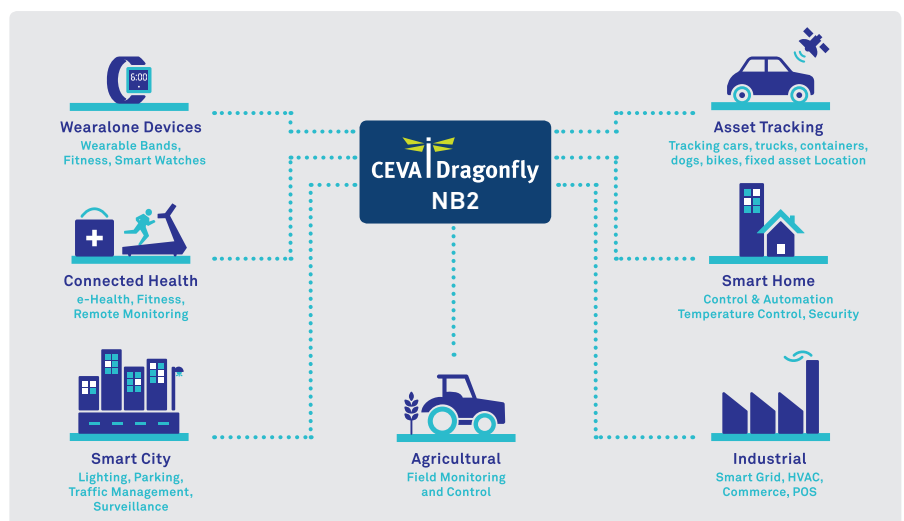 6:00
Wearalone Devices
Wearable Bands,
Fitness, Smart Watches
CEVA Dragonfly
NB2
Asset Tracking
Tracking cars, trucks, containers,
dogs, bikes, fixed asset Location
Connected Health
e-Health, Fitness,
Remote Monitoring
Smart Home
Control & Automation
Temperature Control, Security
Smart City
Lighting, Parking,
Traffic Management,
Surveillance
Agricultural
Field Monitoring
and Control
Industrial
Smart Grid, HVAC,
Commerce, POS